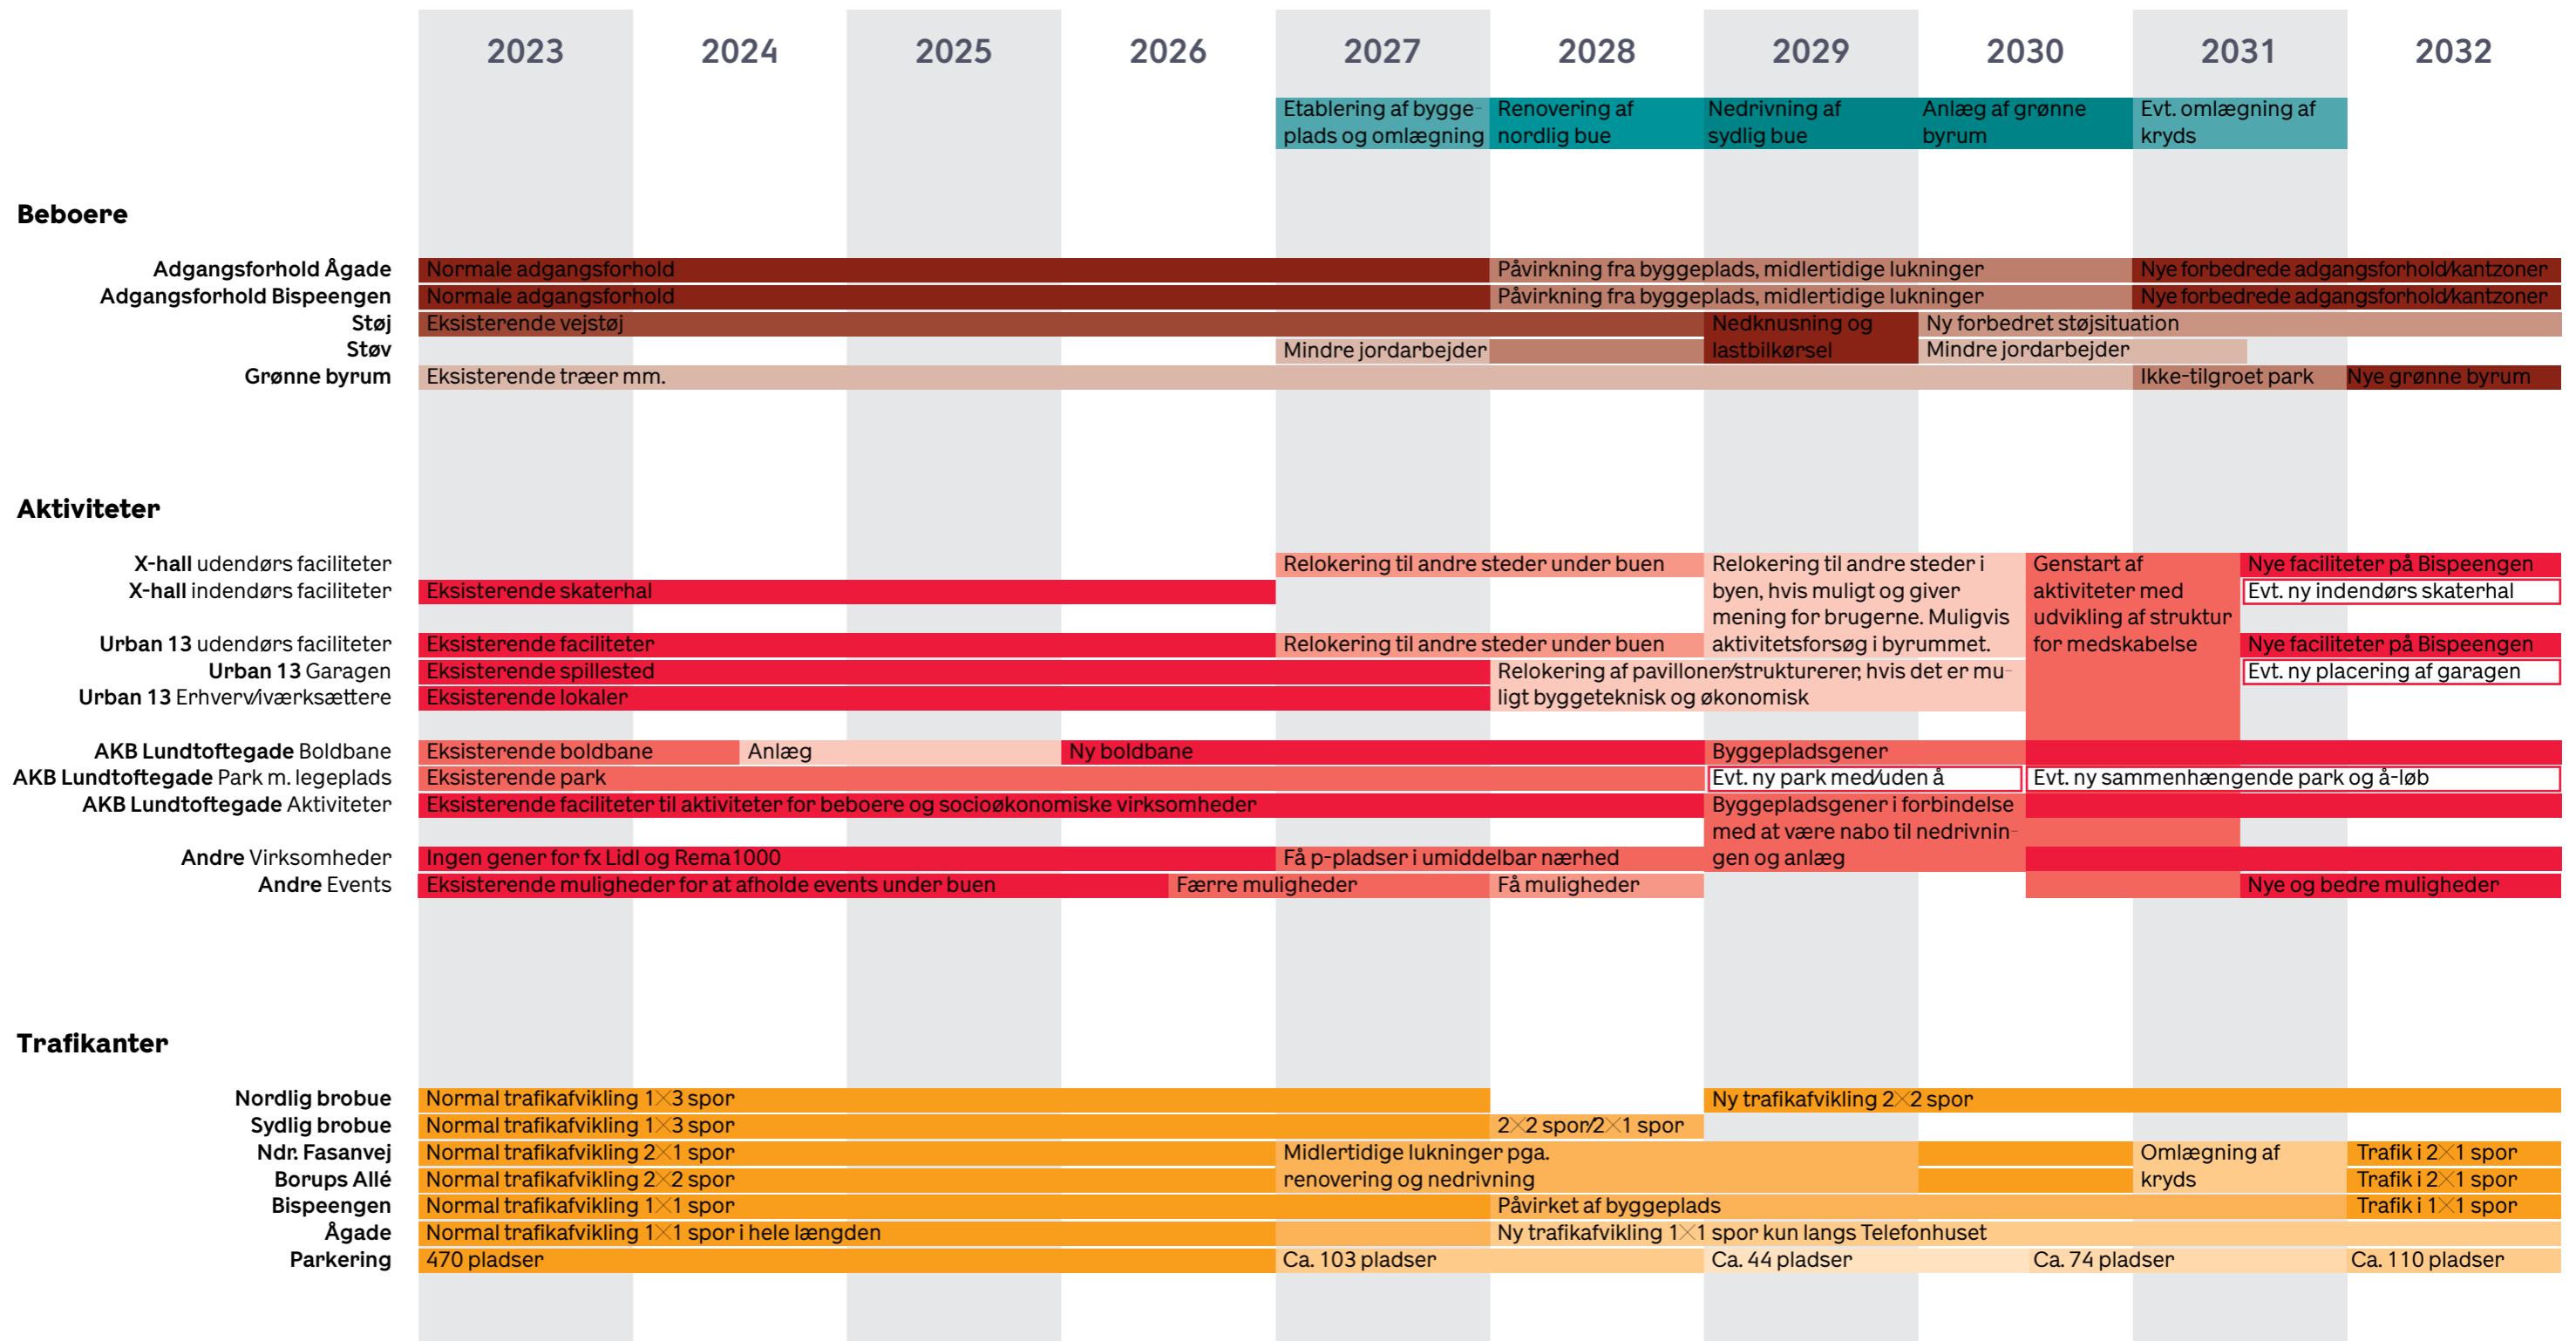 2023 2024 2025 2026 2027 2028 2029 2030 2031 2032
Etablering af bygge- Renovering af Nedrivning af Anlæg af grønne Evt. omlægning af
plads og omlægning nordlig bue sydlig bue byrum kryds
Beboere
Adgangsforhold Ågade Normale adgangsforhold Påvirkning fra byggeplads, midlertidige lukninger Nye forbedrede adgangsforhold/kantzoner
Adgangsforhold Bispeengen Normale adgangsforhold Påvirkning fra byggeplads, midlertidige lukninger Nye forbedrede adgangsforhold/kantzoner
Støj Eksisterende vejstøj Nedknusning og Ny forbedret støjsituation
Støv Mindre jordarbejder lastbilkørsel Mindre jordarbejder
Grønne byrum Eksisterende træer mm. Ikke-tilgroet park Nye grønne byrum
Aktiviteter
X-hall udendørs faciliteter Relokering til andre steder under buen Relokering til andre steder i Genstart af Nye faciliteter på Bispeengen
X-hall indendørs faciliteter Eksisterende skaterhal byen, hvis muligt og giver aktiviteter med Evt. ny indendørs skaterhal
mening for brugerne. Muligvis udvikling af struktur
Urban 13 udendørs faciliteter Eksisterende faciliteter Relokering til andre steder under buen aktivitetsforsøg i byrummet. for medskabelse Nye faciliteter på Bispeengen
Urban 13 Garagen Eksisterende spillested Relokering af pavilloner/strukturerer, hvis det er mu- Evt. ny placering af garagen
Urban 13 Erhverv/iværksættere Eksisterende lokaler ligt byggeteknisk og økonomisk
AKB Lundtoftegade Boldbane Eksisterende boldbane Anlæg Ny boldbane Byggepladsgener
AKB Lundtoftegade Park m. legeplads Eksisterende park Evt. ny park med/uden å Evt. ny sammenhængende park og å-løb
AKB Lundtoftegade Aktiviteter Eksisterende faciliteter til aktiviteter for beboere og socioøkonomiske virksomheder Byggepladsgener i forbindelse
med at være nabo til nedrivnin-
Andre Virksomheder Ingen gener for fx Lidl og Rema1000 Få p-pladser i umiddelbar nærhed gen og anlæg
Andre Events Eksisterende muligheder for at afholde events under buen Færre muligheder Få muligheder Nye og bedre muligheder
Trafikanter
Nordlig brobue Normal trafikafvikling 1×3 spor Ny trafikafvikling 2×2 spor
Sydlig brobue Normal trafikafvikling 1×3 spor 2×2 spor/2×1 spor
Ndr. Fasanvej Normal trafikafvikling 2×1 spor Midlertidige lukninger pga. Omlægning af Trafik i 2×1 spor
Borups Allé Normal trafikafvikling 2×2 spor renovering og nedrivning kryds Trafik i 2×1 spor
Bispeengen Normal trafikafvikling 1×1 spor Påvirket af byggeplads Trafik i 1×1 spor
Ågade Normal trafikafvikling 1×1 spor i hele længden Ny trafikafvikling 1×1 spor kun langs Telefonhuset
Parkering 470 pladser Ca. 103 pladser Ca. 44 pladser Ca. 74 pladser Ca. 110 pladser